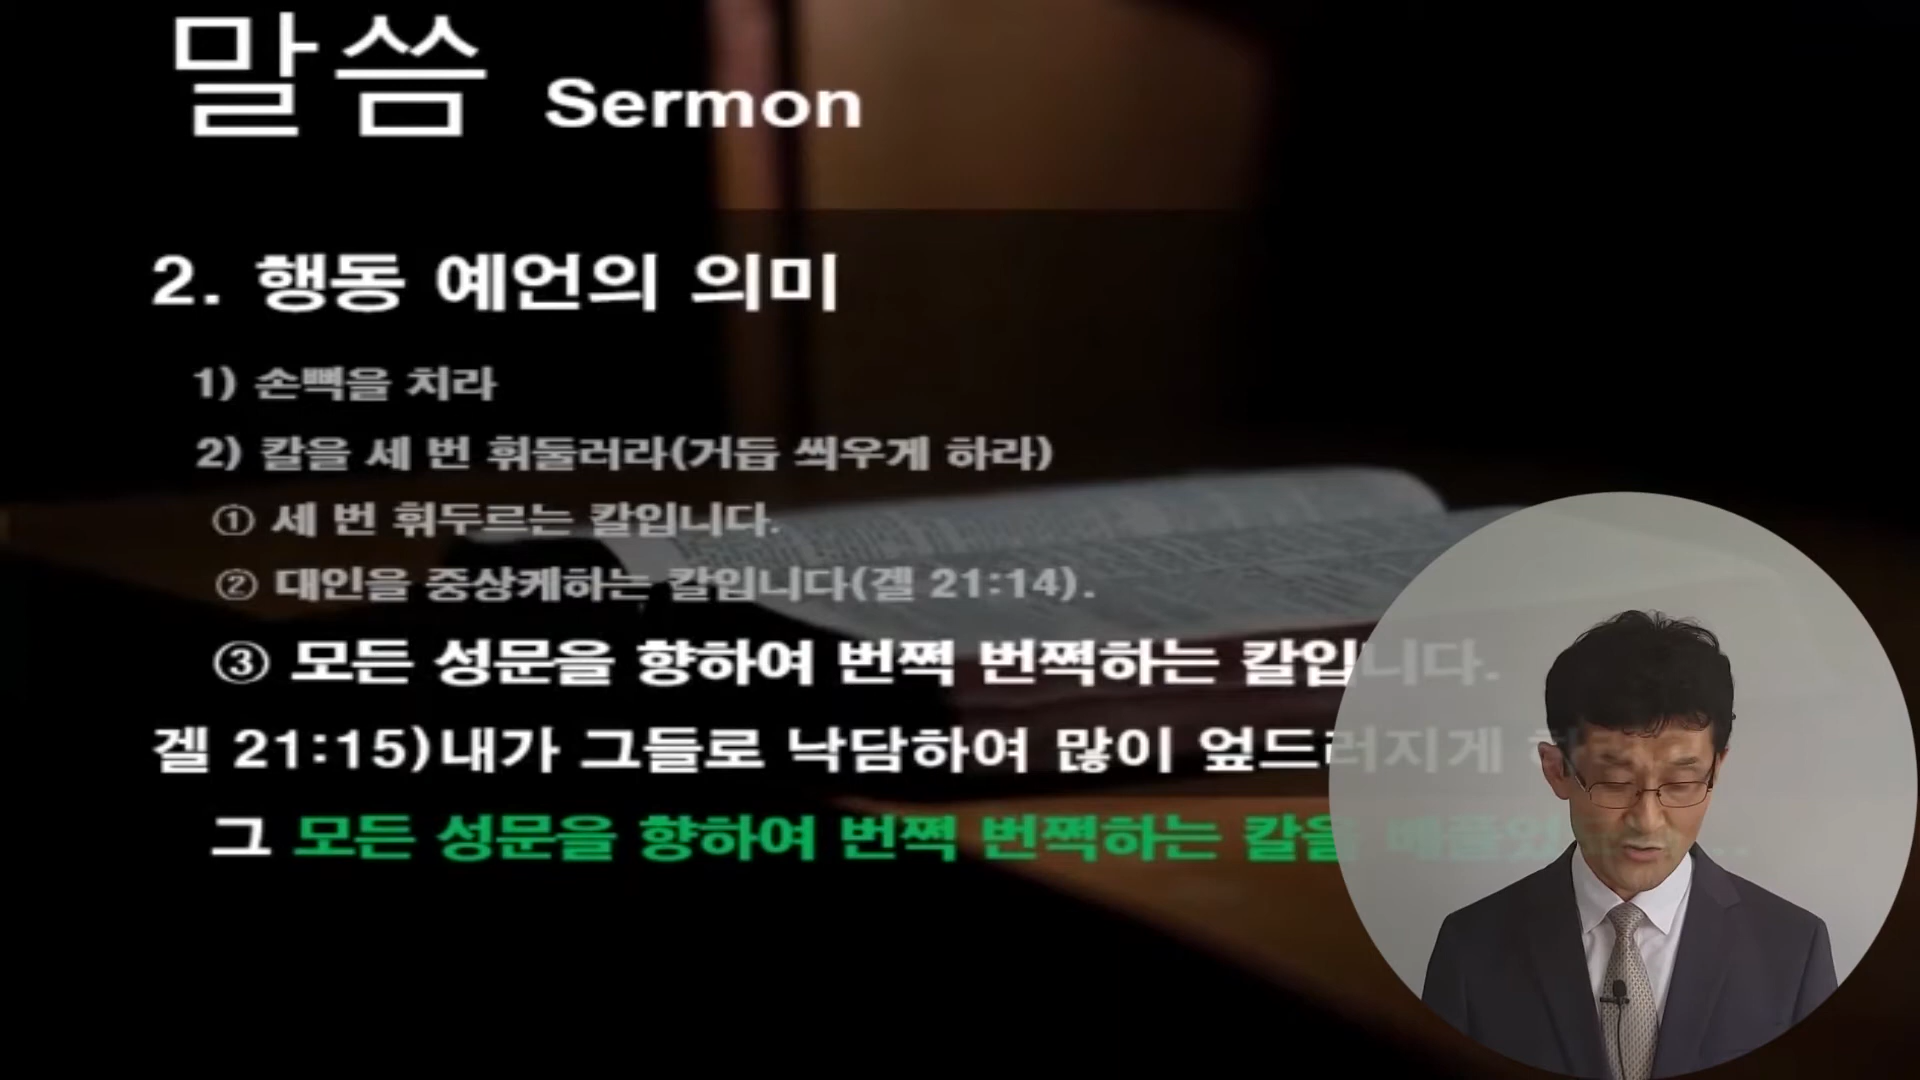 말씀 Sermon
2. 행동 예언의 의미
1) 손뼉을 치라
2) 칼을 세 번 휘둘러라(거듭 씌우게 하라)
① 세 번 휘두르는 칼입니다.
② 대인을 중상케하는 칼입니다(겔 21:14).
③ 모든 성문을 향하여 번쩍 번쩍하는 칼입니다.
겔 21:15)내가 그들로 낙담하여 많이 엎드러지게
그 모든 성문을 향하여 번쩍 번쩍하는 칼을